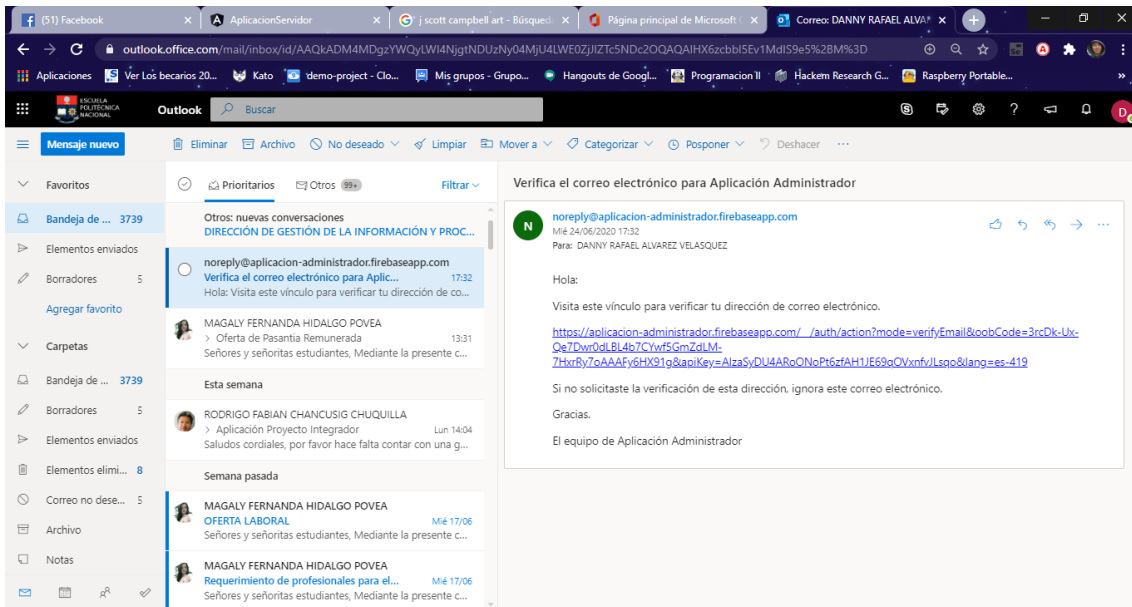 (51) Facebook
AplicacionServidor
j scott campbell art - Búsqued
Página principal de Microsoft
Correo: DANNY RAFAEL ALVAR
outlook.office.com/mail/inbox/id/
Aplicaciones
Ver Los becarios 20...
Kato
demo-project - Clo...
Mis grupos - Grupo...
Hangouts de Googl...
Programacion II
Hackem Research G...
Raspberry Portable...
»
ESCUELA
POLITÉCNICA
NACIONAL
Outlook
Buscar
D
Mensaje nuevo
Eliminar
Archivo
No deseado
Limpiar
Mover a
Categorizar
Posponer
Deshacer
Favoritos
Bandeja de ... 3739
Elementos enviados
Borradores 5
Agregar favorito
Carpetas
Bandeja de ... 3739
Borradores 5
Elementos enviados
Elementos elimi... 8
Correo no dese... 5
Archivo
Notas
Prioritarios
Otros 99+
Filtrar
Otros: nuevas conversaciones
DIRECCIÓN DE GESTIÓN DE LA INFORMACIÓN Y PROC...
noreply@aplicacion-administrador.firebaseapp.com
Verifica el correo electrónico para Aplic... 17:32
Hola: Visita este vínculo para verificar tu dirección de co...
MAGALY FERNANDA HIDALGO POVEA
> Oferta de Pasantia Remunerada 13:31
Señores y señoritas estudiantes, Mediante la presente c...
Esta semana
RODRIGO FABIAN CHANCUSIG CHUQUILLA
> Aplicación Proyecto Integrador Lun 14:04
Saludos cordiales, por favor hace falta contar con una g...
Semana pasada
MAGALY FERNANDA HIDALGO POVEA
OFERTA LABORAL Mié 17/06
Señores y señoritas estudiantes, Mediante la presente c...
MAGALY FERNANDA HIDALGO POVEA
Requerimiento de profesionales para el... Mié 17/06
Señores y señoritas estudiantes, Mediante la presente c...
Verifica el correo electrónico para Aplicación Administrador
N
noreply@aplicacion-administrador.firebaseapp.com
Mié 24/06/2020 17:32
Para: DANNY RAFAEL ALVAREZ VELASQUEZ
Hola:
Visita este vínculo para verificar tu dirección de correo electrónico.
https://aplicacion-administrador.firebaseapp.com/__/auth/action?mode=verifyEmail&oobCode=3rcDk-Ux-
Qe7Dwr0dLBL4b7CYwf5GmZdLM-
7HxrRy7oAAAFy6HX91g&apiKey=AIzaSyDU4ARoONoPt6zfAH1JE69qOVxnfvJLsqo&lang=es-419
Si no solicitaste la verificación de esta dirección, ignora este correo electrónico.
Gracias.
El equipo de Aplicación Administrador